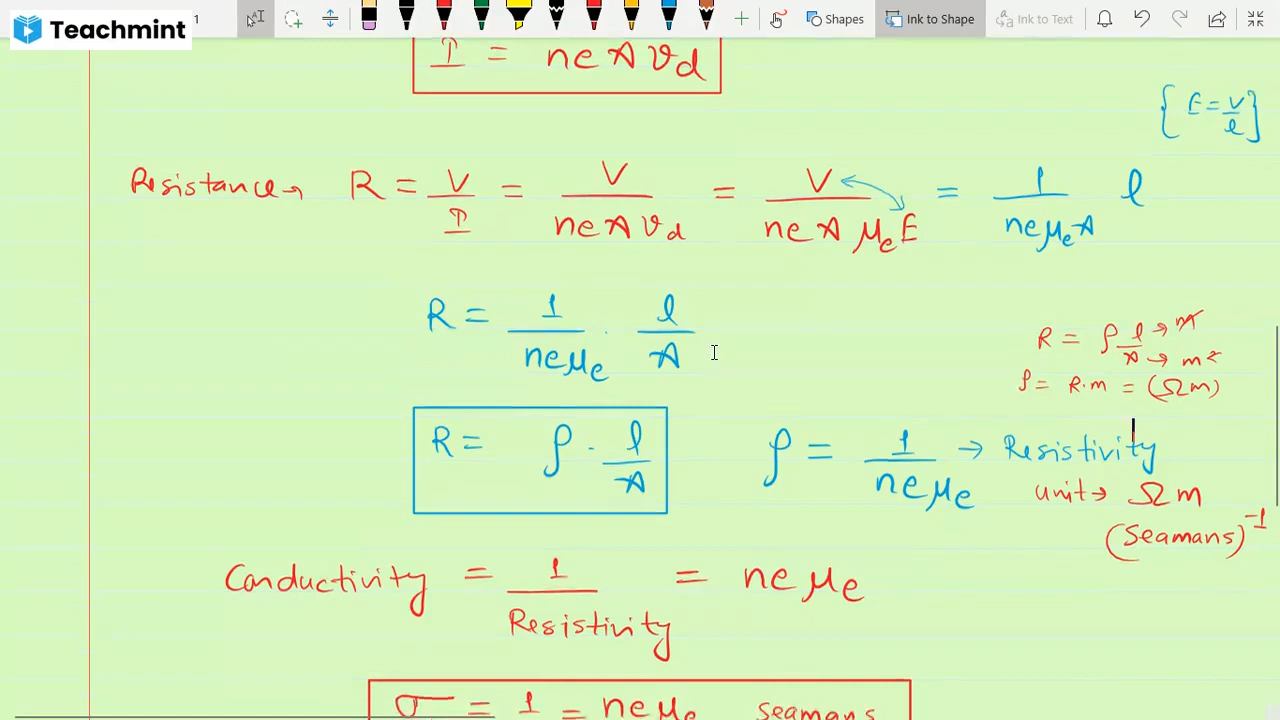 1 Shapes Ink to Shape Ink to Text
Teachmint
I = neAv_d
{E = V/l}
Resistance → R = V/I = V/neAv_d = V/neAμ_eE = 1/neμ_eA l
R = 1/neμ_e · l/A
R = ρ l/A → m
→ m²
ρ = R·m = (Ωm)
R = ρ · l/A
ρ = 1/neμ_e → Resistivity
unit → Ωm
(Seamans)⁻¹
Conductivity = 1/Resistivity = neμ_e
σ = 1 = neμ_e seamans